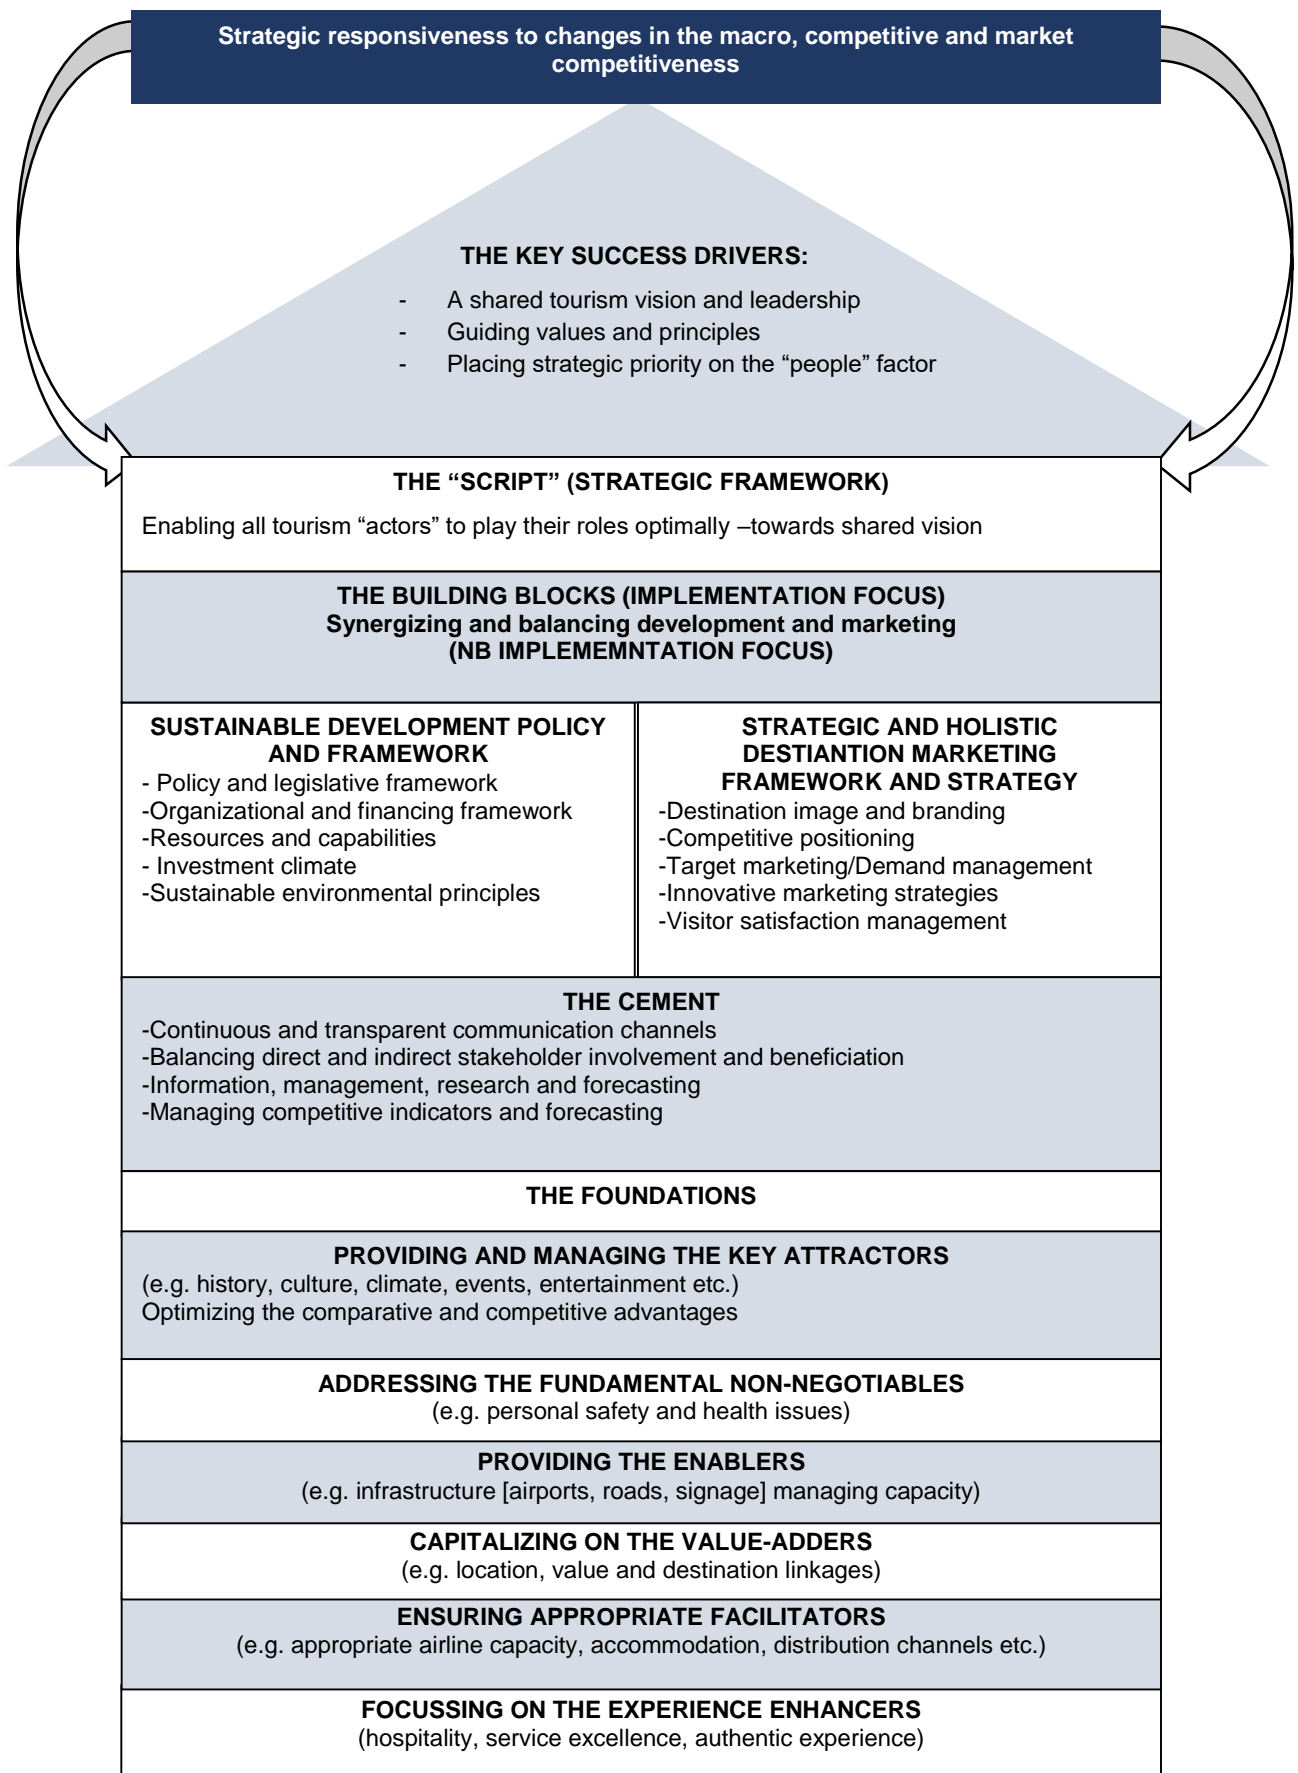 Strategic responsiveness to changes in the macro, competitive and market
competitiveness
THE KEY SUCCESS DRIVERS:
- A shared tourism vision and leadership
- Guiding values and principles
- Placing strategic priority on the “people” factor
THE “SCRIPT” (STRATEGIC FRAMEWORK)
Enabling all tourism “actors” to play their roles optimally –towards shared vision
THE BUILDING BLOCKS (IMPLEMENTATION FOCUS)
Synergizing and balancing development and marketing
(NB IMPLEMEMNTATION FOCUS)
SUSTAINABLE DEVELOPMENT POLICY
AND FRAMEWORK
- Policy and legislative framework
-Organizational and financing framework
-Resources and capabilities
- Investment climate
-Sustainable environmental principles
STRATEGIC AND HOLISTIC
DESTIANTION MARKETING
FRAMEWORK AND STRATEGY
-Destination image and branding
-Competitive positioning
-Target marketing/Demand management
-Innovative marketing strategies
-Visitor satisfaction management
THE CEMENT
-Continuous and transparent communication channels
-Balancing direct and indirect stakeholder involvement and beneficiation
-Information, management, research and forecasting
-Managing competitive indicators and forecasting
THE FOUNDATIONS
PROVIDING AND MANAGING THE KEY ATTRACTORS
(e.g. history, culture, climate, events, entertainment etc.)
Optimizing the comparative and competitive advantages
ADDRESSING THE FUNDAMENTAL NON-NEGOTIABLES
(e.g. personal safety and health issues)
PROVIDING THE ENABLERS
(e.g. infrastructure [airports, roads, signage] managing capacity)
CAPITALIZING ON THE VALUE-ADDERS
(e.g. location, value and destination linkages)
ENSURING APPROPRIATE FACILITATORS
(e.g. appropriate airline capacity, accommodation, distribution channels etc.)
FOCUSSING ON THE EXPERIENCE ENHANCERS
(hospitality, service excellence, authentic experience)